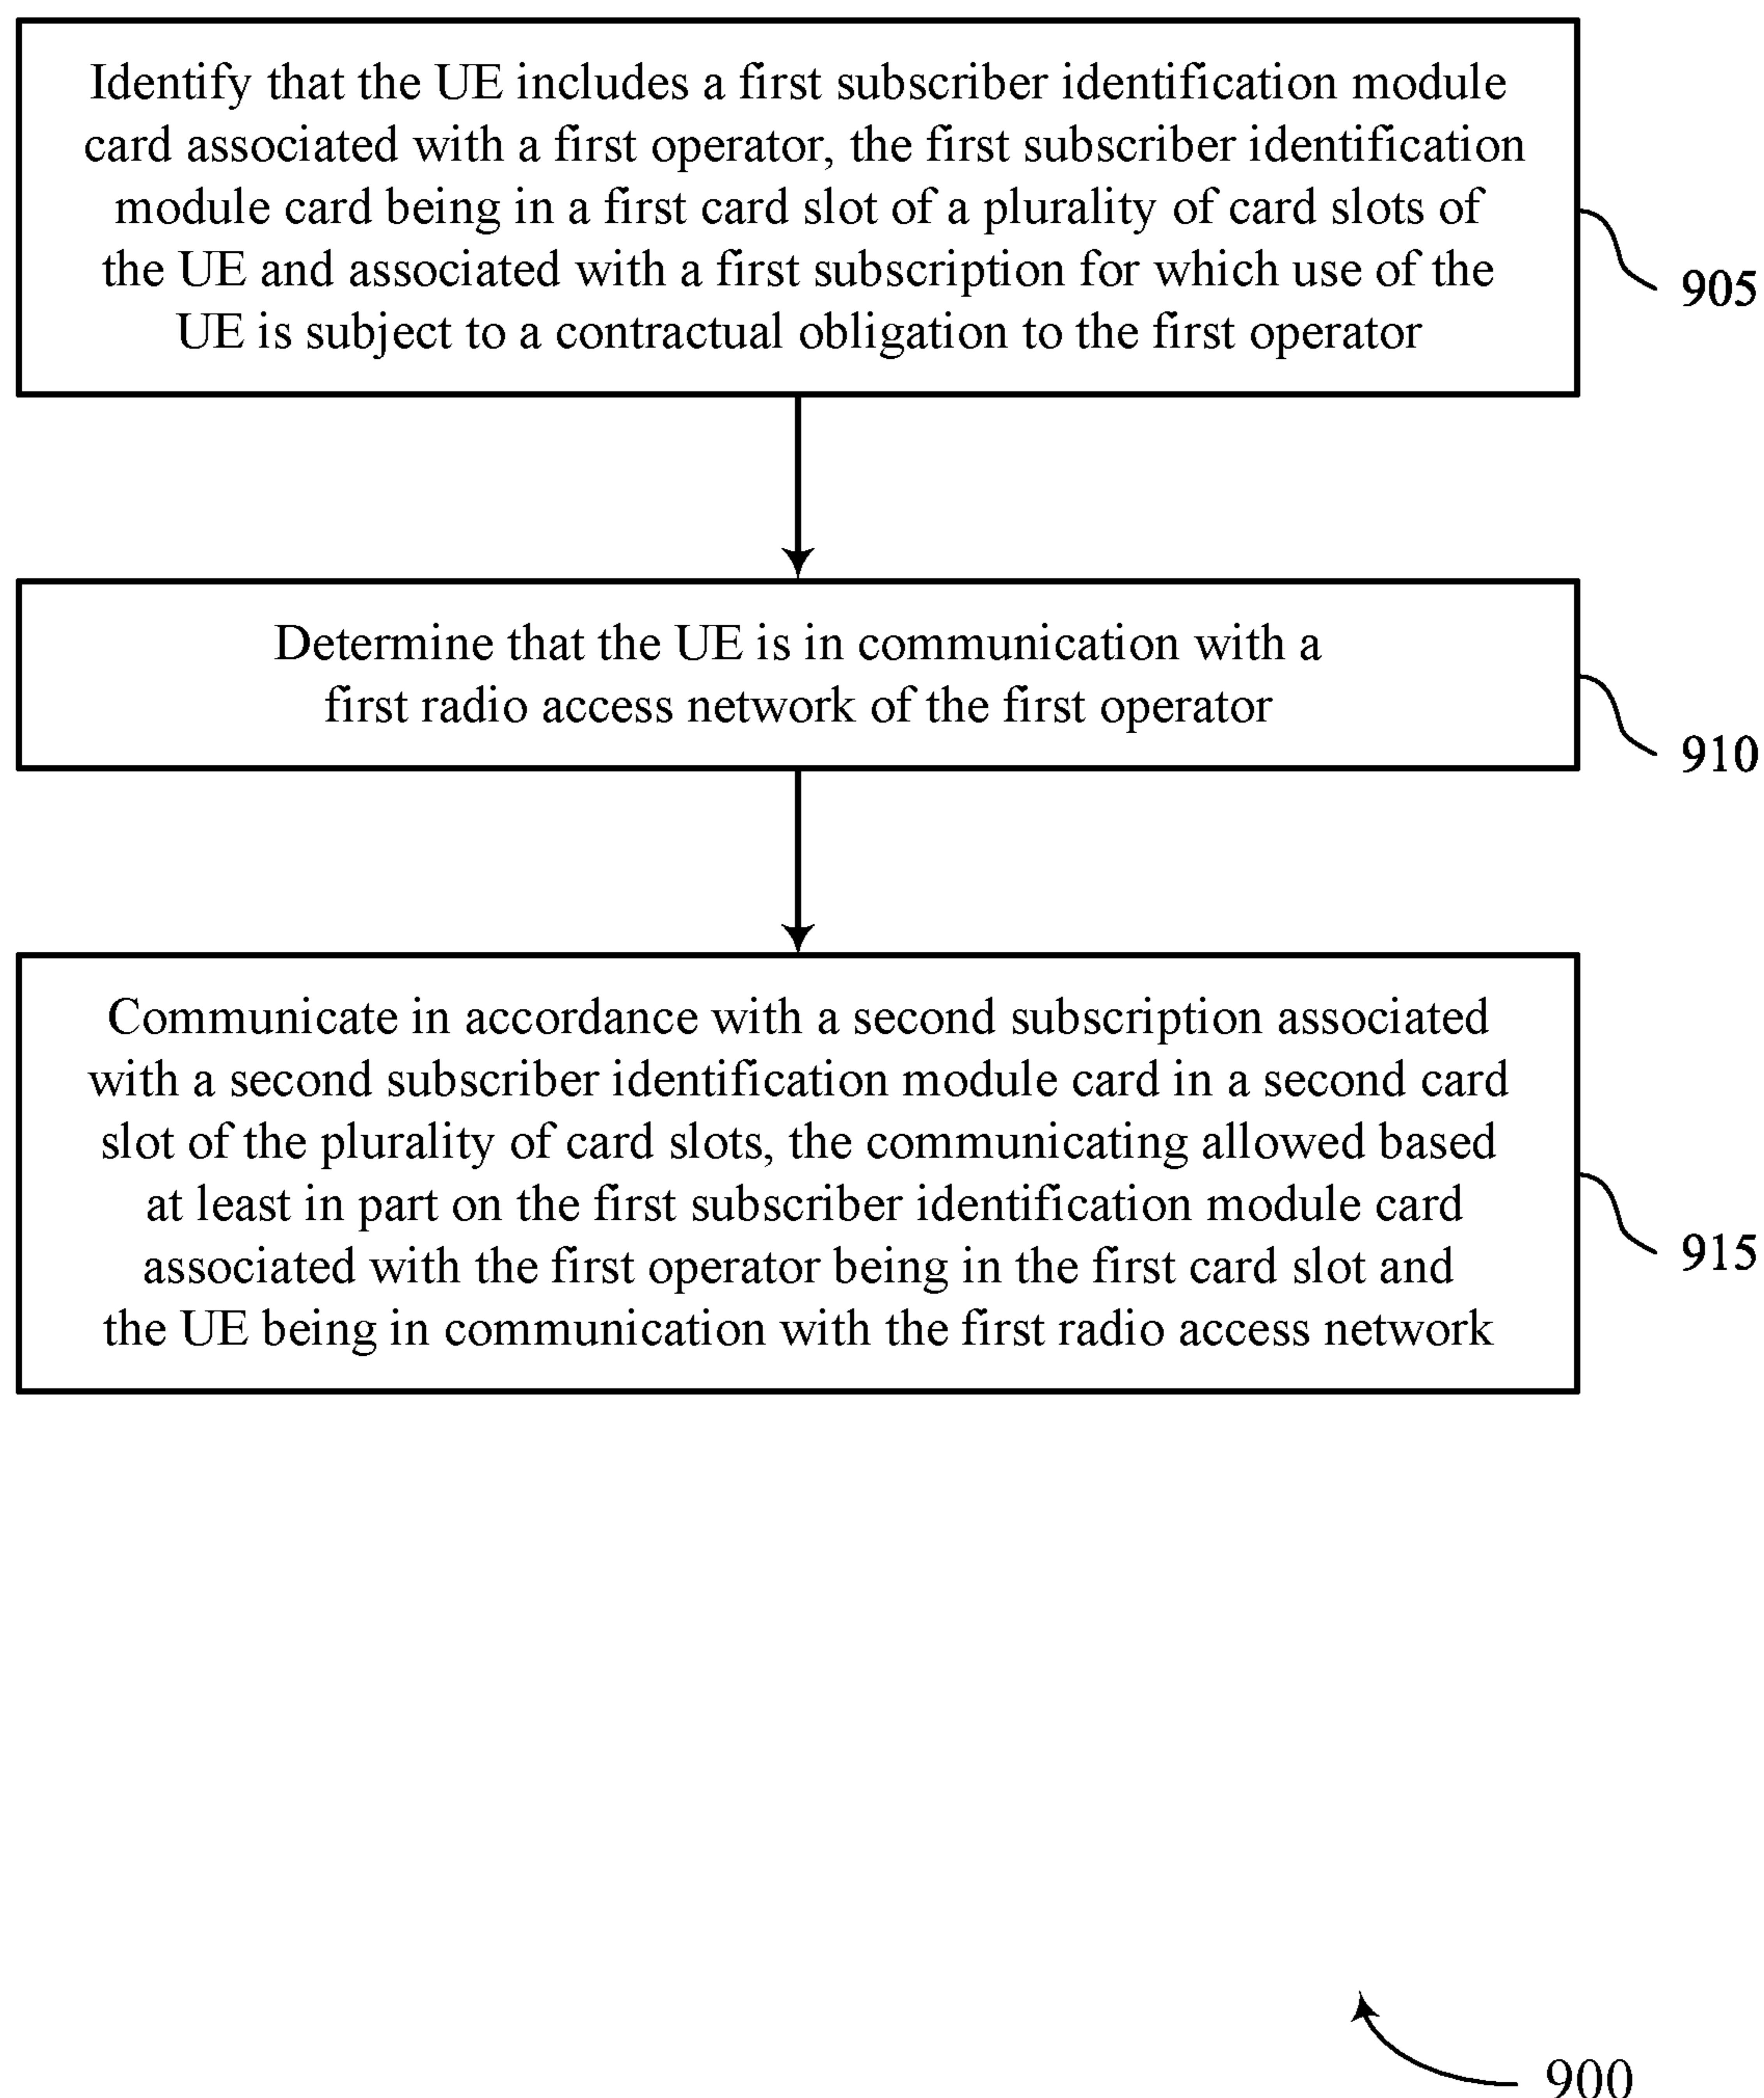 Identify that the UE includes a first subscriber identification module
card associated with a first operator, the first subscriber identification
module card being in a first card slot of a plurality of card slots of
the UE and associated with a first subscription for which use of the
UE is subject to a contractual obligation to the first operator
905
Determine that the UE is in communication with a
first radio access network of the first operator
910
Communicate in accordance with a second subscription associated
with a second subscriber identification module card in a second card
slot of the plurality of card slots, the communicating allowed based
at least in part on the first subscriber identification module card
associated with the first operator being in the first card slot and
the UE being in communication with the first radio access network
915
900